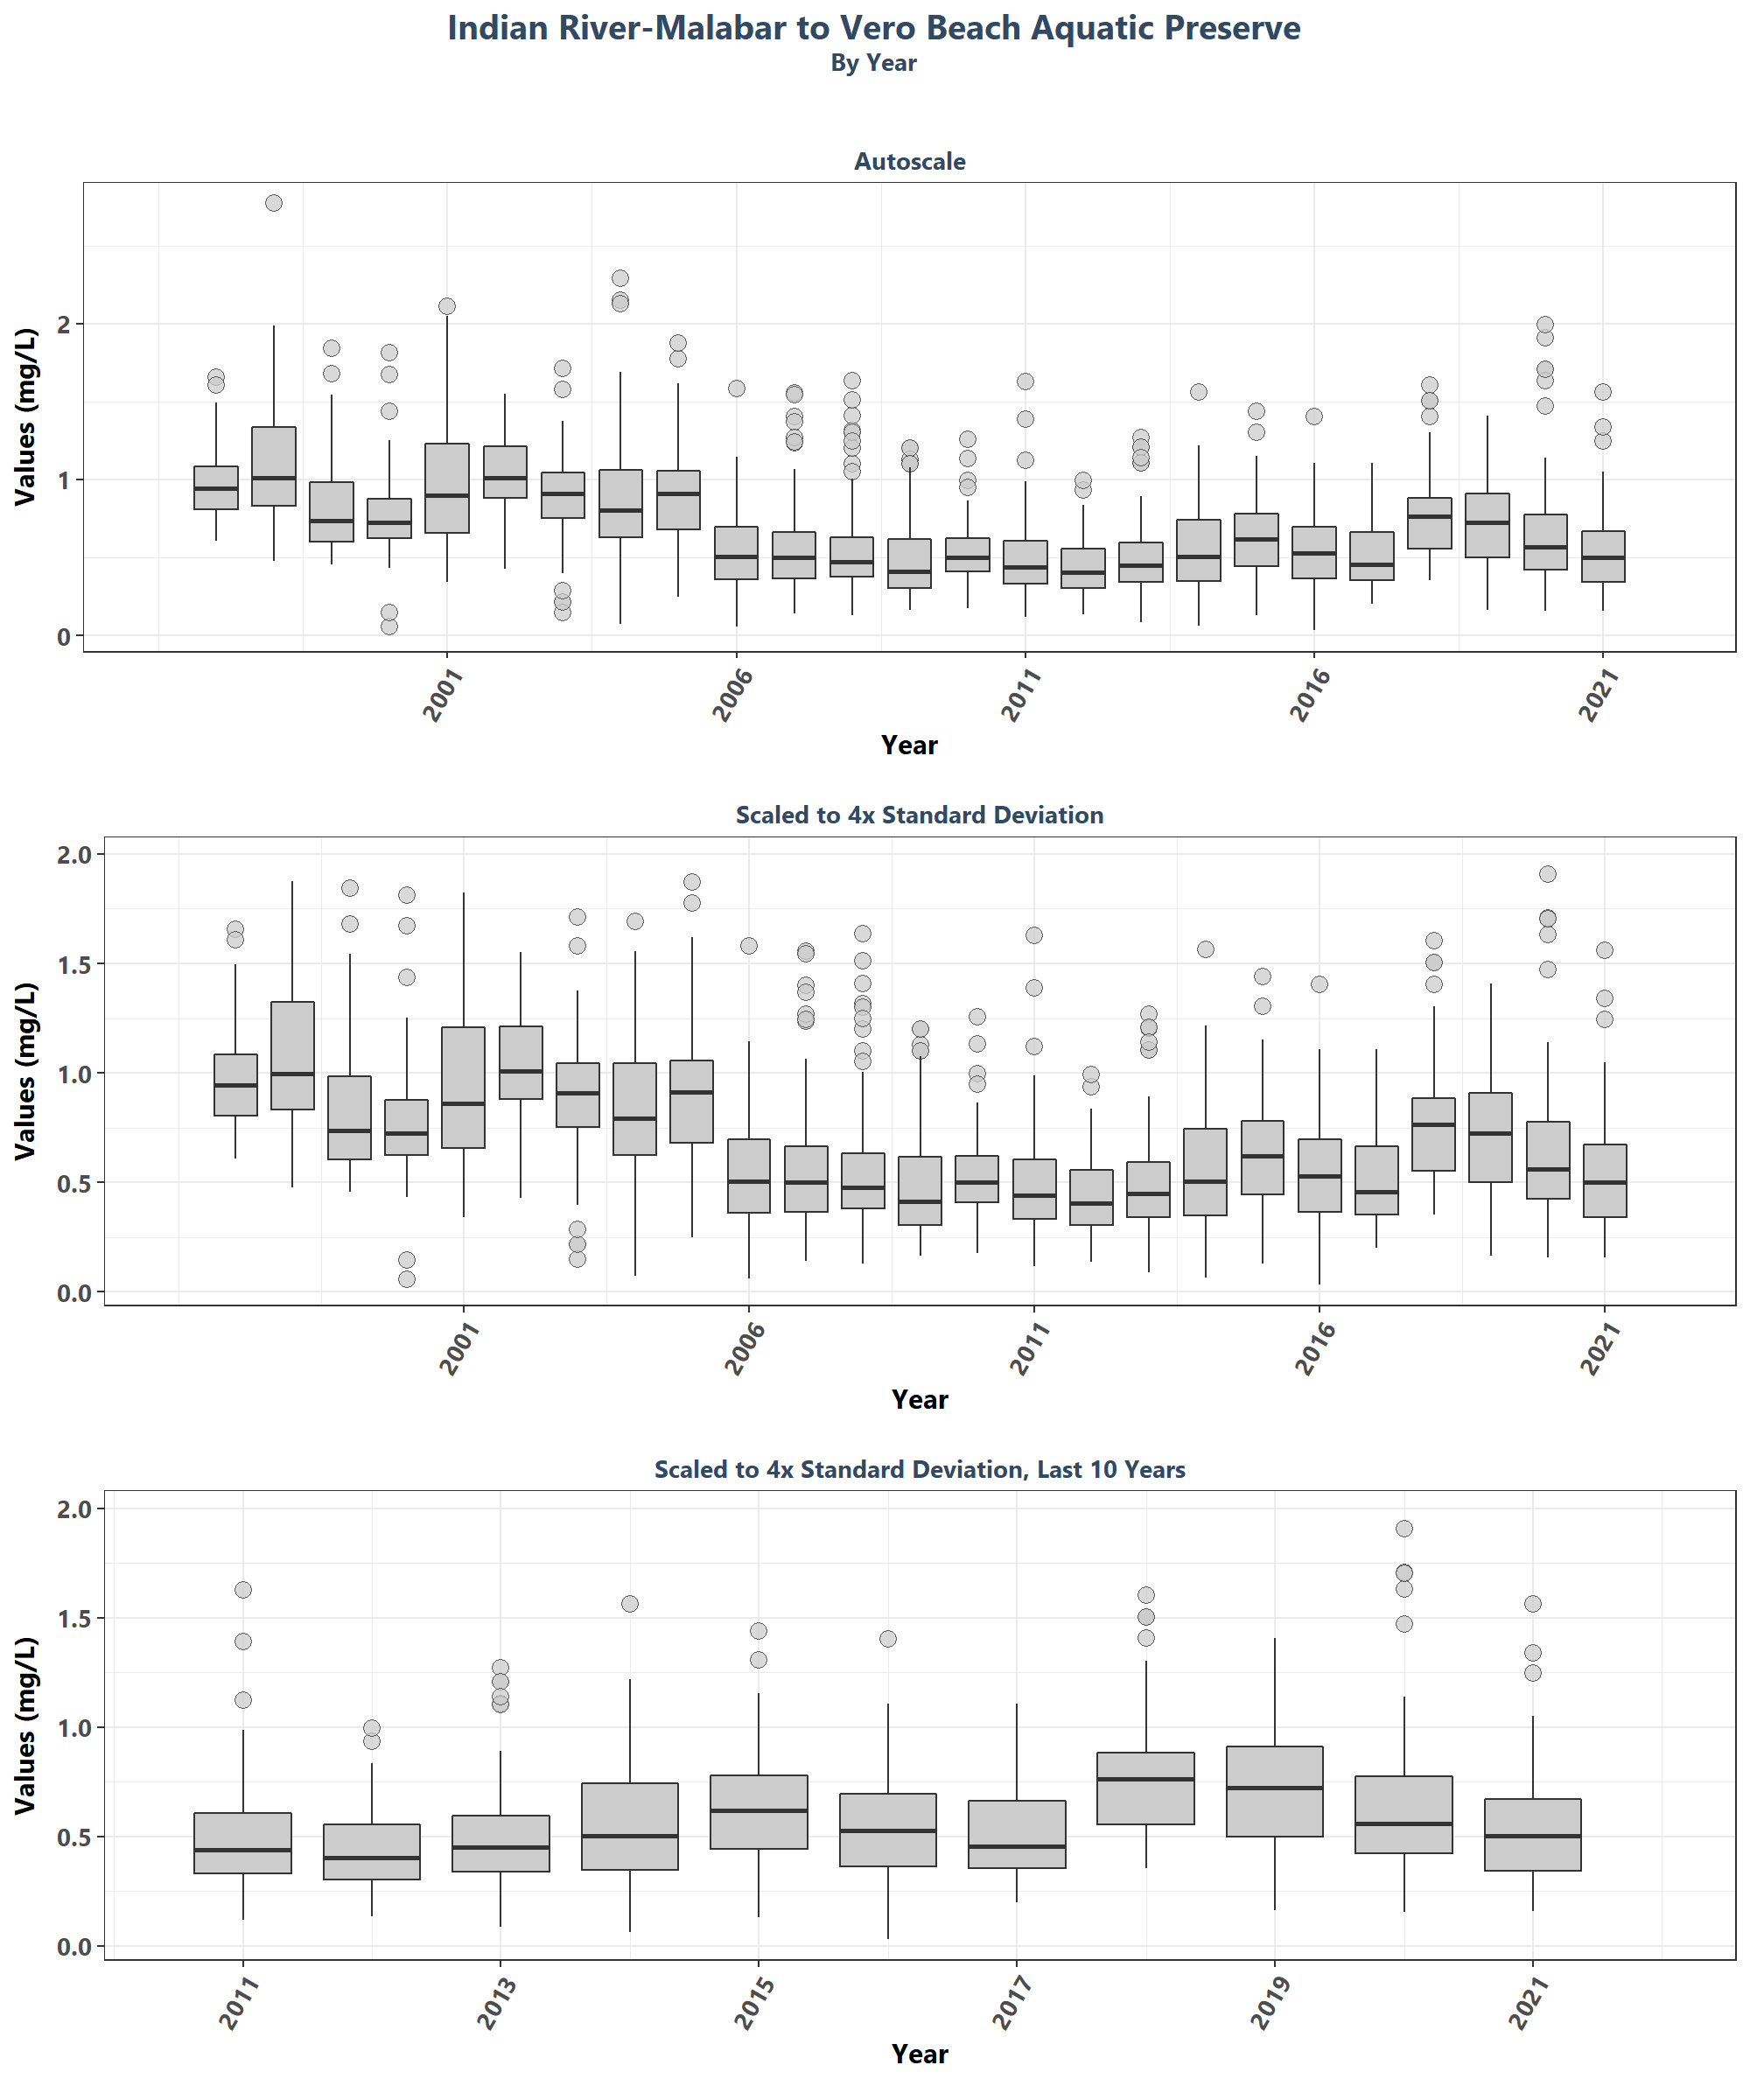 Indian River-Malabar to Vero Beach Aquatic Preserve
By Year
Autoscale
Values (mg/L)
2
1
0
2001
2006
2011
2016
2021
Year
Scaled to 4x Standard Deviation
Values (mg/L)
2.0
1.5
1.0
0.5
0.0
2001
2006
2011
2016
2021
Year
Scaled to 4x Standard Deviation, Last 10 Years
Values (mg/L)
2.0
1.5
1.0
0.5
0.0
2011
2013
2015
2017
2019
2021
Year